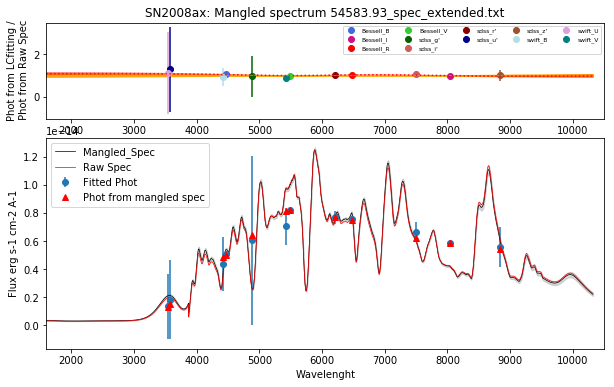 SN2008ax: Mangled spectrum 54583.93_spec_extended.txt
Phot from LCfitting /
Phot from Raw Spec
2
0
Bessell_B
Bessell_I
Bessell_R
Bessell_V
sdss_g'
sdss_i'
sdss_r'
sdss_u'
sdss_z'
swift_B
swift_U
swift_V
2000 3000 4000 5000 6000 7000 8000 9000 10000
1e−14
Flux erg s-1 cm-2 A-1
1.2
1.0
0.8
0.6
0.4
0.2
0.0
Mangled_Spec
Raw Spec
Fitted Phot
Phot from mangled spec
2000 3000 4000 5000 6000 7000 8000 9000 10000
Wavelenght